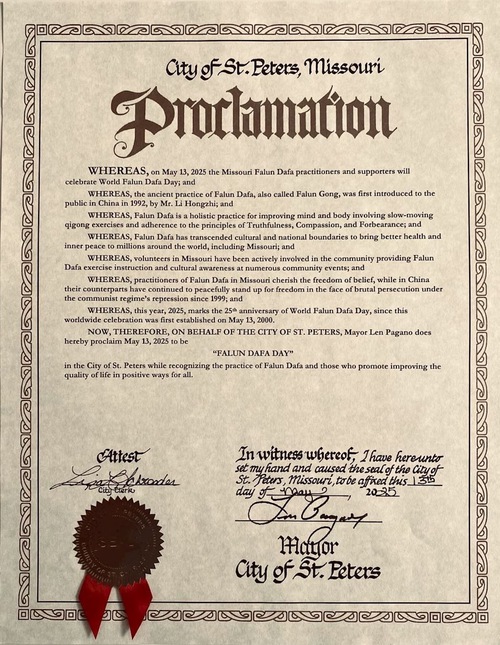 City of St. Peters, Missouri
Proclamation
WHEREAS, on May 13, 2025 the Missouri Falun Dafa practitioners and supporters will
celebrate World Falun Dafa Day; and
WHEREAS, the ancient practice of Falun Dafa, also called Falun Gong, was first introduced to the
public in China in 1992, by Mr. Li Hongzhi; and
WHEREAS, Falun Dafa is a holistic practice for improving mind and body involving slow-moving
qigong exercises and adherence to the principles of Truthfulness, Compassion, and Forbearance; and
WHEREAS, Falun Dafa has transcended cultural and national boundaries to bring better health and
inner peace to millions around the world, including Missouri; and
WHEREAS, volunteers in Missouri have been actively involved in the community providing Falun
Dafa exercise instruction and cultural awareness at numerous community events; and
WHEREAS, practitioners of Falun Dafa in Missouri cherish the freedom of belief, while in China
their counterparts have continued to peacefully stand up for freedom in the face of brutal persecution under
the communist regime's repression since 1999; and
WHEREAS, this year, 2025, marks the 25th anniversary of World Falun Dafa Day, since this
worldwide celebration was first established on May 13, 2000.
NOW, THEREFORE, ON BEHALF OF THE CITY OF ST. PETERS, Mayor Len Pagano does
hereby proclaim May 13, 2025 to be
"FALUN DAFA DAY"
in the City of St. Peters while recognizing the practice of Falun Dafa and those who promote improving the
quality of life in positive ways for all.
Attest
City Clerk
In witness whereof, I have hereunto
set my hand and caused the seal of the City of
St. Peters, Missouri, to be affixed this 13th
day of May 2025
Len Pagano
Mayor
City of St. Peters